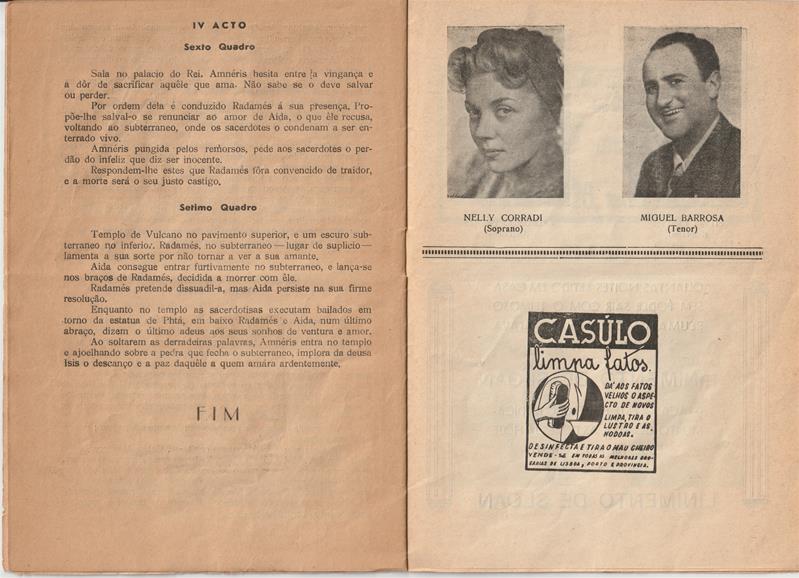 IV ACTO
Sexto Quadro
Sala no palacio do Rei. Amnéris hesita entre a vingança e
a dôr de sacrificar aquêle que ama. Não sabe se o deve salvar
ou perder.
Por ordem dela é conduzido Radamés á sua presença. Pro-
põe-lhe salval-o se renunciar ao amor de Aida, o que êle recusa,
voltando ao subterraneo, onde os sacerdotes o condenam a ser en-
terrado vivo.
Amnéris pungida pelos remorsos, pede aos sacerdotes o per-
dão do infeliz que diz ser inocente.
Respondem-lhe estes que Radamés fôra convencido de traidor,
e a morte será o seu justo castigo.
Setimo Quadro
Templo de Vulcano no pavimento superior, e um escuro sub-
terraneo no inferior. Radamés, no subterraneo — lugar de suplicio —
lamenta a sua sorte por não tornar a ver a sua amante.
Aida consegue entrar furtivamente no subterraneo, e lança-se
nos braços de Radamés, decidida a morrer com êle.
Radamés pretende dissuadil-a, mas Aida persiste na sua firme
resolução.
Enquanto no templo as sacerdotisas executam bailados em
torno da estatua de Phtá, em baixo Radamés e Aida, num último
abraço, dizem o último adeus aos seus sonhos de ventura e amor.
Ao soltarem as derradeiras palavras, Amnéris entra no templo
e ajoelhando sobre a pedra que fecha o subterraneo, implora da deusa
Isis o descanço e a paz daquêle a quem amára ardentemente.
FIM
NELLY CORRADI
(Soprano)
MIGUEL BARROSA
(Tenor)
CASÚLO
limpa fatos.
DÁ AOS FATOS
VELHOS O ASPE-
CTO DE NOVOS
LIMPA, TIRA O
LUSTRO E AS
NODOAS.
DESINFECTA E TIRA O MAU CHEIRO
VENDE-SE EM TODAS AS MELHORES DRO-
GARIAS DE LISBOA, PORTO E PROVINCIA.
LINIMENTO DE SLOAN